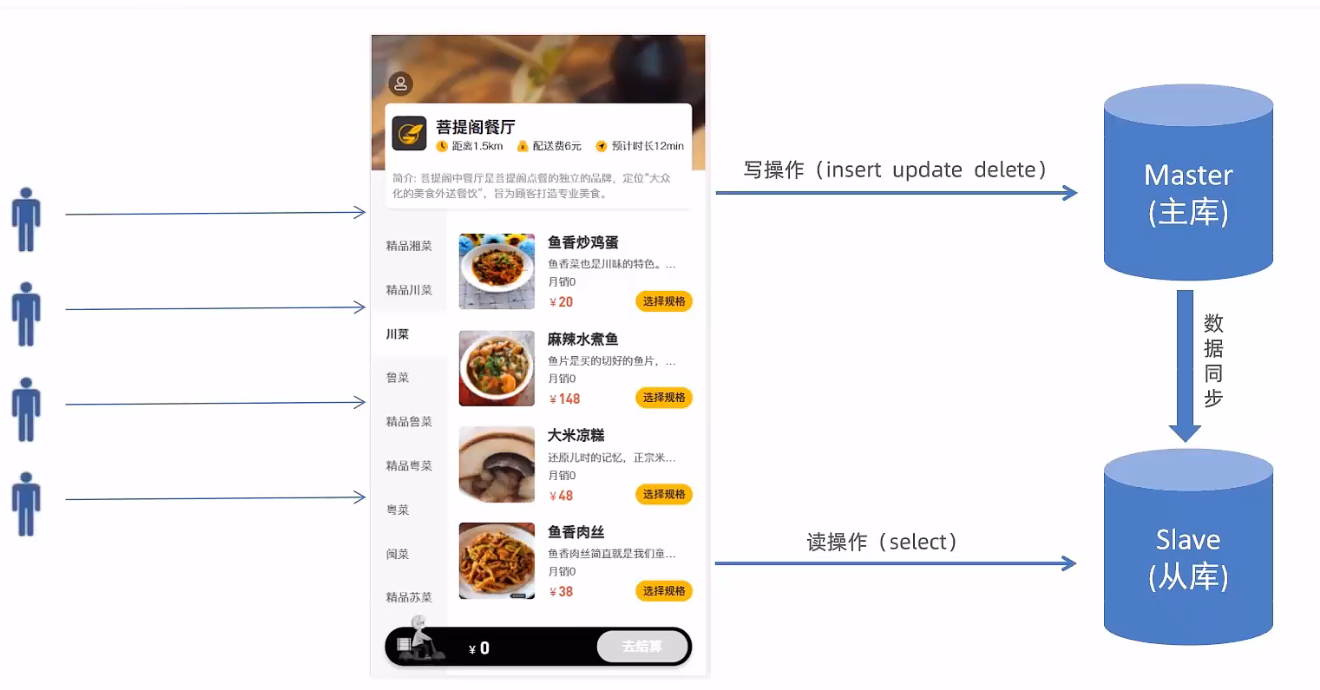 菩提阁餐厅
距离1.5km 配送费6元 预计时长12min
简介: 菩提阁中餐厅是菩提阁点餐的独立的品牌，定位“大众
化的美食外送餐饮”，旨为顾客打造专业美食。
精品湘菜
精品川菜
川菜
鲁菜
精品鲁菜
精品粤菜
粤菜
闽菜
精品苏菜
鱼香炒鸡蛋
鱼香菜也是川味的特色。...
月销0
￥20
选择规格
麻辣水煮鱼
鱼片是买的切好的鱼片，...
月销0
￥148
选择规格
大米凉糕
还原儿时的记忆，正宗米...
月销0
￥48
选择规格
鱼香肉丝
鱼香肉丝简直就是我们童...
月销0
￥38
选择规格
￥0
去结算
写操作（insert update delete）
Master
(主库)
数据同步
读操作（select）
Slave
(从库)